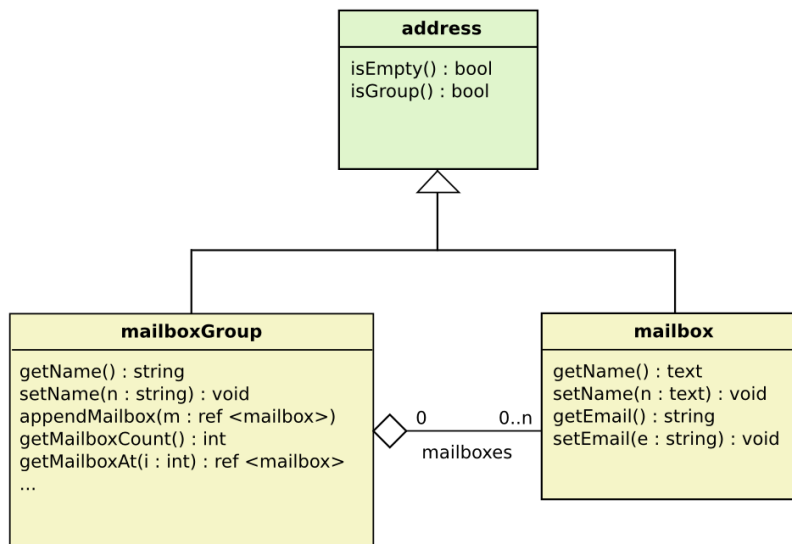 address
isEmpty() : bool
isGroup() : bool
mailboxGroup
getName() : string
setName(n : string) : void
appendMailbox(m : ref <mailbox>)
getMailboxCount() : int
getMailboxAt(i : int) : ref <mailbox>
...
0 0..n
mailboxes
mailbox
getName() : text
setName(n : text) : void
getEmail() : string
setEmail(e : string) : void